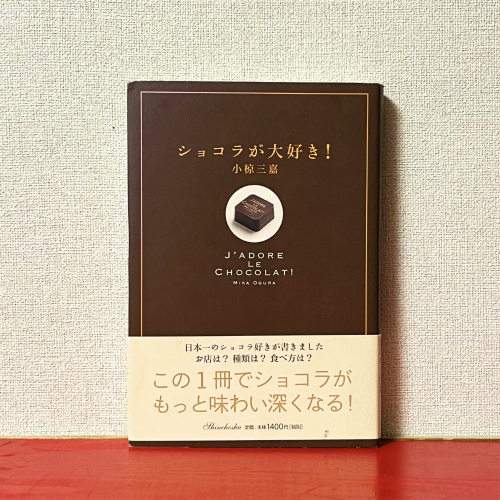 ショコラが大好き！
小椋三嘉
J'ADORE
LE
CHOCOLAT!
J'ADORE
LE
CHOCOLAT!
MIKA OGURA
日本一のショコラ好きが書きました
お店は？ 種類は？ 食べ方は？
この1冊でショコラが
もっと味わい深くなる！
Shinchosha 定価：本体1400円（税別）